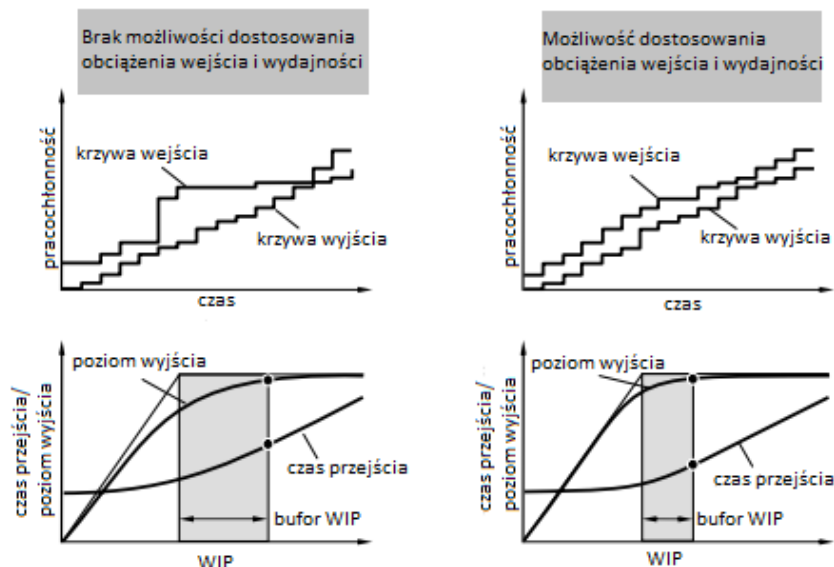 Brak możliwości dostosowania
obciążenia wejścia i wydajności
pracochłonność
krzywa wejścia
krzywa wyjścia
czas
Możliwość dostosowania
obciążenia wejścia i wydajności
pracochłonność
krzywa wejścia
krzywa wyjścia
czas
czas przejścia/
poziom wyjścia
poziom wyjścia
czas przejścia
bufor WIP
WIP
czas przejścia/
poziom wyjścia
poziom wyjścia
czas przejścia
bufor WIP
WIP